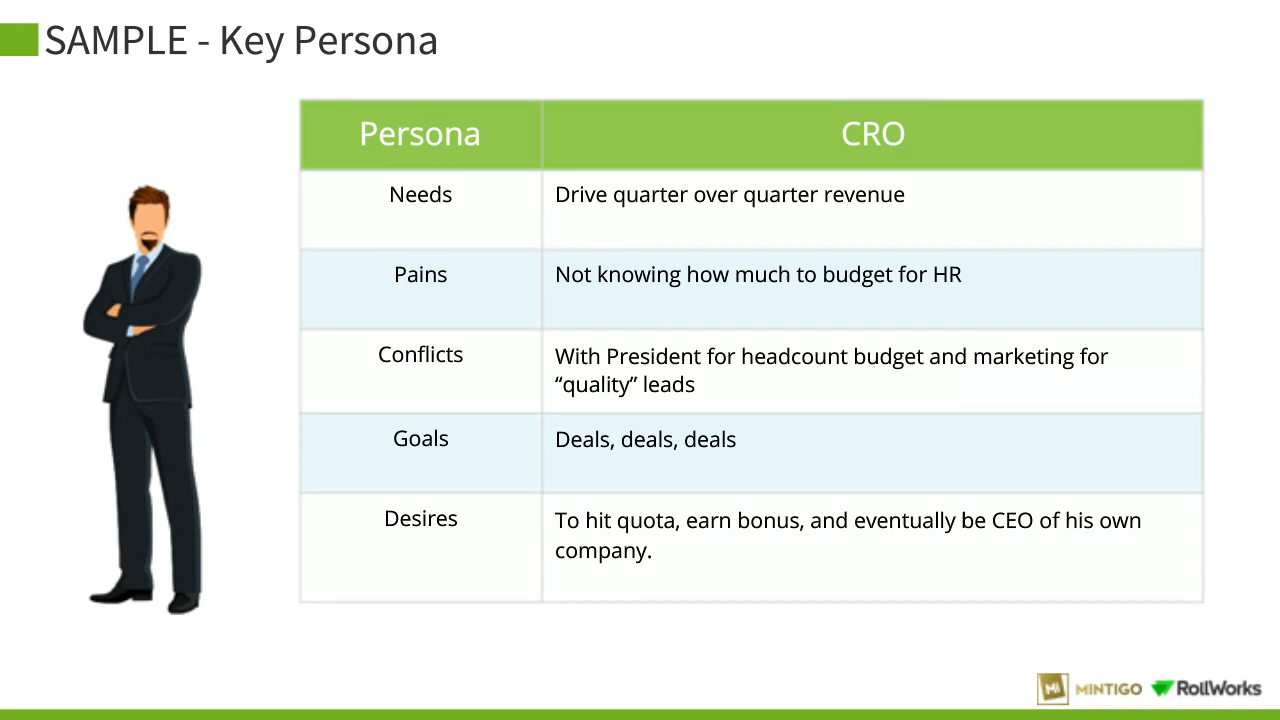 SAMPLE - Key Persona
Persona
CRO
Needs
Drive quarter over quarter revenue
Pains
Not knowing how much to budget for HR
Conflicts
With President for headcount budget and marketing for
“quality” leads
Goals
Deals, deals, deals
Desires
To hit quota, earn bonus, and eventually be CEO of his own
company.
MI MINTIGO RollWorks